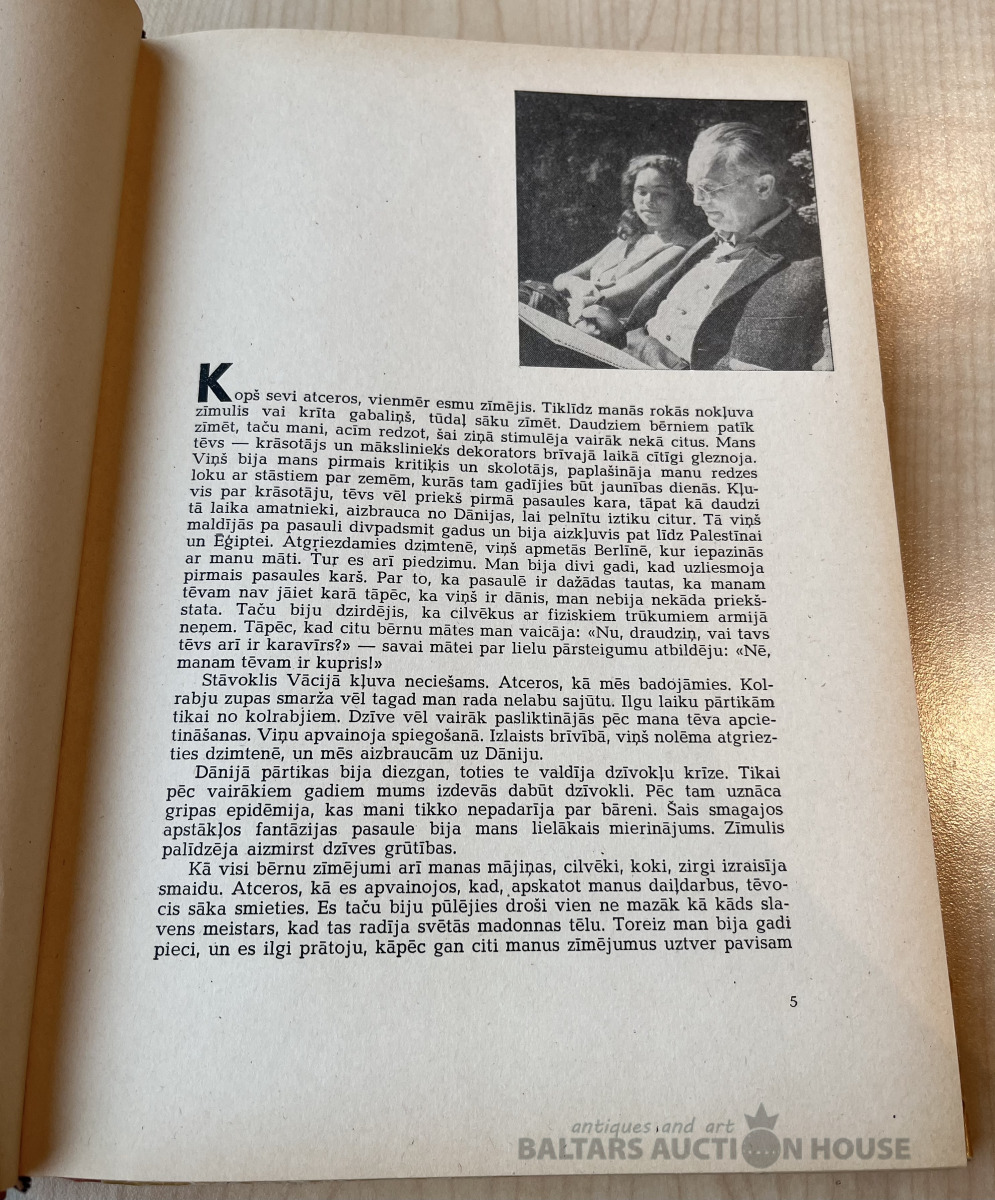 Kopš sevi atceros, vienmēr esmu zīmējis. Tiklīdz manās rokās nokļuva
zīmulis vai krīta gabaliņš, tūdaļ sāku zīmēt. Daudziem bērniem patīk
zīmēt, taču mani, acīm redzot, šai ziņā stimulēja vairāk nekā citus. Mans
tēvs — krāsotājs un mākslinieks dekorators brīvajā laikā cītīgi gleznoja.
Viņš bija mans pirmais kritiķis un skolotājs, paplašināja manu redzes
loku ar stāstiem par zemēm, kurās tam gadījies būt jaunības dienās. Kļu-
vis par krāsotāju, tēvs vēl priekš pirmā pasaules kara, tāpat kā daudzi
tā laika amatnieki, aizbrauca no Dānijas, lai pelnītu iztiku citur. Tā viņš
maldījās pa pasauli divpadsmit gadus un bija aizkļuvis pat līdz Palestīnai
un Ēģiptei. Atgriezdamies dzimtenē, viņš apmetās Berlīnē, kur iepazinās
ar manu māti. Tur es arī piedzimu. Man bija divi gadi, kad uzliesmoja
pirmais pasaules karš. Par to, ka pasaulē ir dažādas tautas, ka manam
tēvam nav jāiet karā tāpēc, ka viņš ir dānis, man nebija nekāda priekš-
stata. Taču biju dzirdējis, ka cilvēkus ar fiziskiem trūkumiem armijā
neņem. Tāpēc, kad citu bērnu mātes man vaicāja: «Nu, draudziņ, vai tavs
tēvs arī ir karavīrs?» — savai mātei par lielu pārsteigumu atbildēju: «Nē,
manam tēvam ir kupris!»
Stāvoklis Vācijā kļuva neciešams. Atceros, kā mēs badojāmies. Kol-
rabju zupas smarža vēl tagad man rada nelabu sajūtu. Ilgu laiku pārtikām
tikai no kolrabjiem. Dzīve vēl vairāk pasliktinājās pēc mana tēva apcie-
tināšanas. Viņu apvainoja spiegošanā. Izlaists brīvībā, viņš nolēma atgriez-
ties dzimtenē, un mēs aizbraucām uz Dāniju.
Dānijā pārtikas bija diezgan, toties te valdīja dzīvokļu krīze. Tikai
pēc vairākiem gadiem mums izdevās dabūt dzīvokli. Pēc tam uznāca
gripas epidēmija, kas mani tikko nepadarīja par bāreni. Šais smagajos
apstākļos fantāzijas pasaule bija mans lielākais mierinājums. Zīmulis
palīdzēja aizmirst dzīves grūtības.
Kā visi bērnu zīmējumi arī manas mājiņas, cilvēki, koki, zirgi izraisīja
smaidu. Atceros, kā es apvainojos, kad, apskatot manus daiļdarbus, tēvo-
cis sāka smieties. Es taču biju pūlējies droši vien ne mazāk kā kāds sla-
vens meistars, kad tas radīja svētās madonnas tēlu. Toreiz man bija gadi
pieci, un es ilgi prātoju, kāpēc gan citi manus zīmējumus uztver pavisam
5
antiques and art
BALTARS AUCTION HOUSE